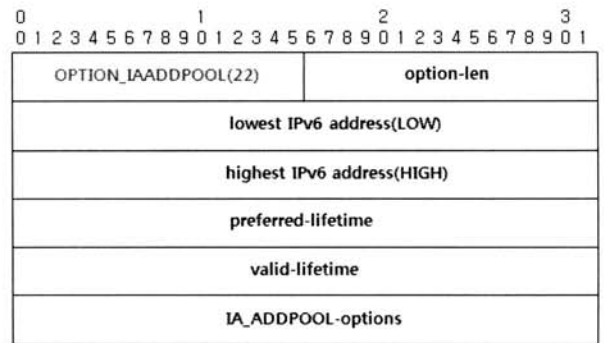 0 1 2 3
0 1 2 3 4 5 6 7 8 9 0 1 2 3 4 5 6 7 8 9 0 1 2 3 4 5 6 7 8 9 0 1
OPTION_IAADDPOOL(22) option-len
lowest IPv6 address(LOW)
highest IPv6 address(HIGH)
preferred-lifetime
valid-lifetime
IA_ADDPOOL-options